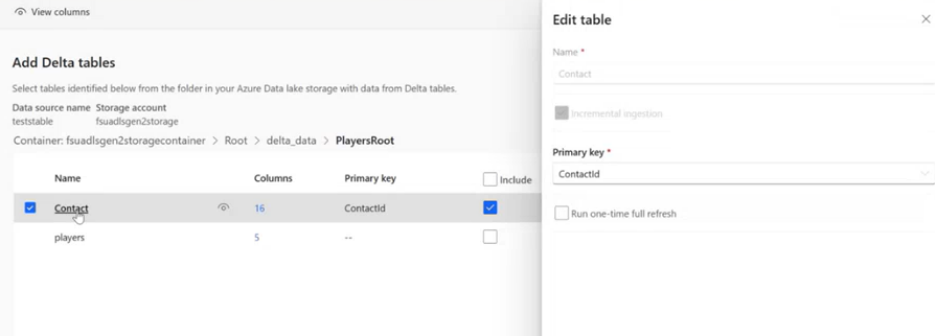 View columns
Add Delta tables
Select tables identified below from the folder in your Azure Data lake storage with data from Delta tables.
Data source name Storage account
teststable fsuadlsgen2storage
Container: fsuadlsgen2storagecontainer > Root > delta_data > PlayersRoot
Name Columns Primary key Include
Contact 16 ContactId
players 5 --
Edit table
Name *
Contact
Incremental ingestion
Primary key *
ContactId
Run one-time full refresh